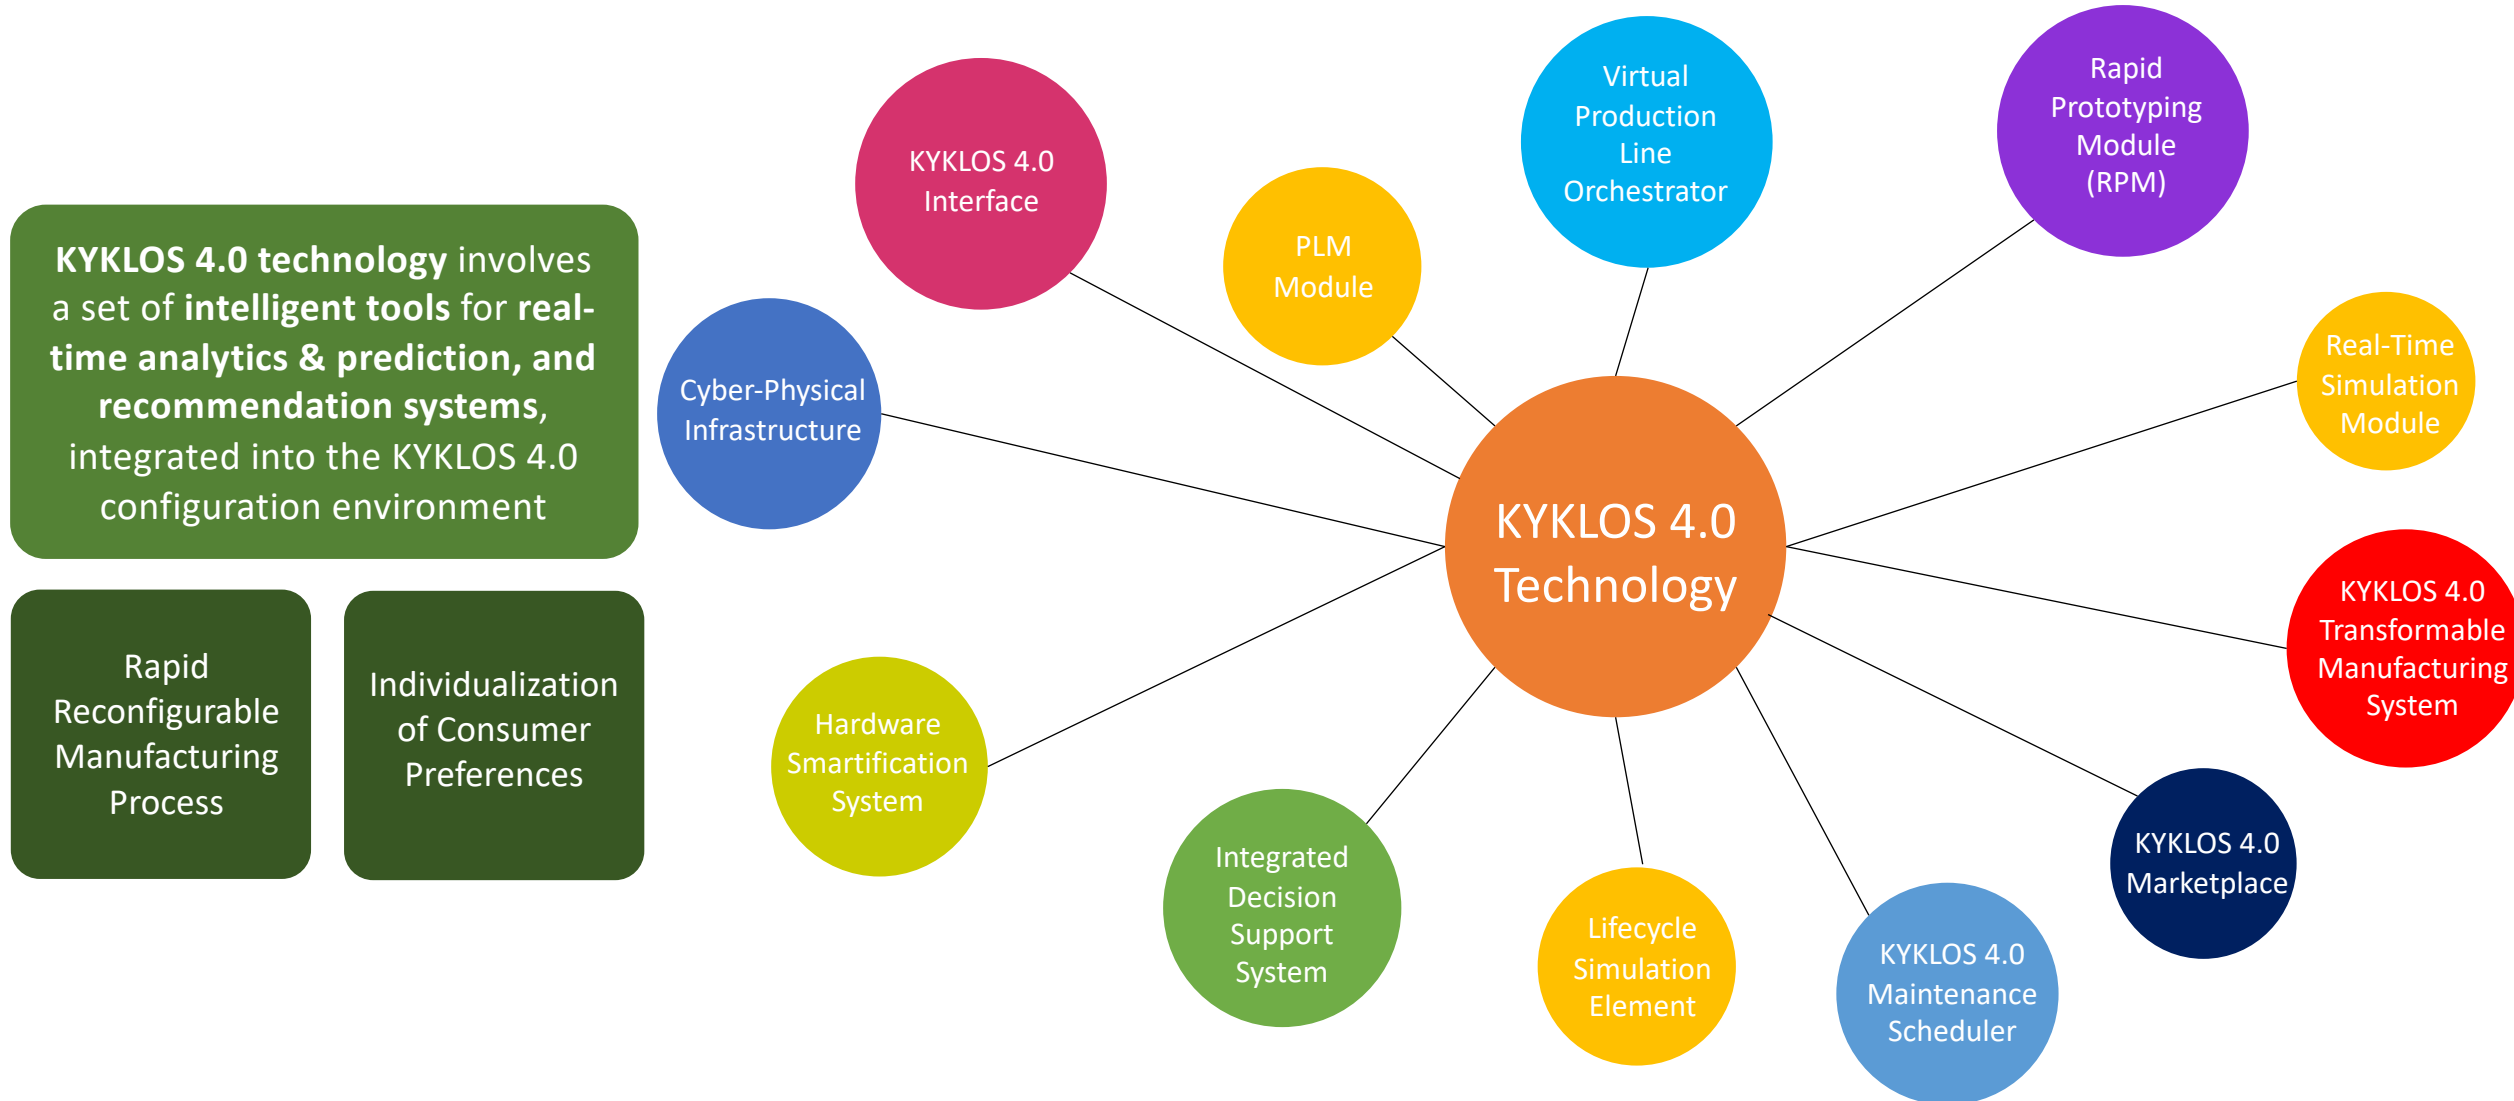 KYKLOS 4.0 technology involves
a set of intelligent tools for real-
time analytics & prediction, and
recommendation systems,
integrated into the KYKLOS 4.0
configuration environment
Rapid
Reconfigurable
Manufacturing
Process
Individualization
of Consumer
Preferences
KYKLOS 4.0
Interface
Cyber-Physical
Infrastructure
PLM
Module
Virtual
Production
Line
Orchestrator
Rapid
Prototyping
Module
(RPM)
Real-Time
Simulation
Module
KYKLOS 4.0
Technology
KYKLOS 4.0
Transformable
Manufacturing
System
KYKLOS 4.0
Marketplace
KYKLOS 4.0
Maintenance
Scheduler
Lifecycle
Simulation
Element
Integrated
Decision
Support
System
Hardware
Smartification
System